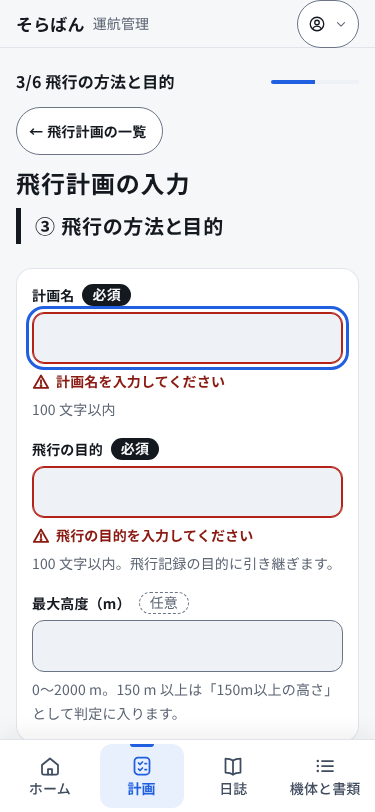 そらばん 運航管理
3/6 飛行の方法と目的
← 飛行計画の一覧
飛行計画の入力
③ 飛行の方法と目的
計画名 必須
計画名を入力してください
100 文字以内
飛行の目的 必須
飛行の目的を入力してください
100 文字以内。飛行記録の目的に引き継ぎます。
最大高度（m） 任意
0〜2000 m。150 m 以上は「150m以上の高さ」
として判定に入ります。
ホーム 計画 日誌 機体と書類